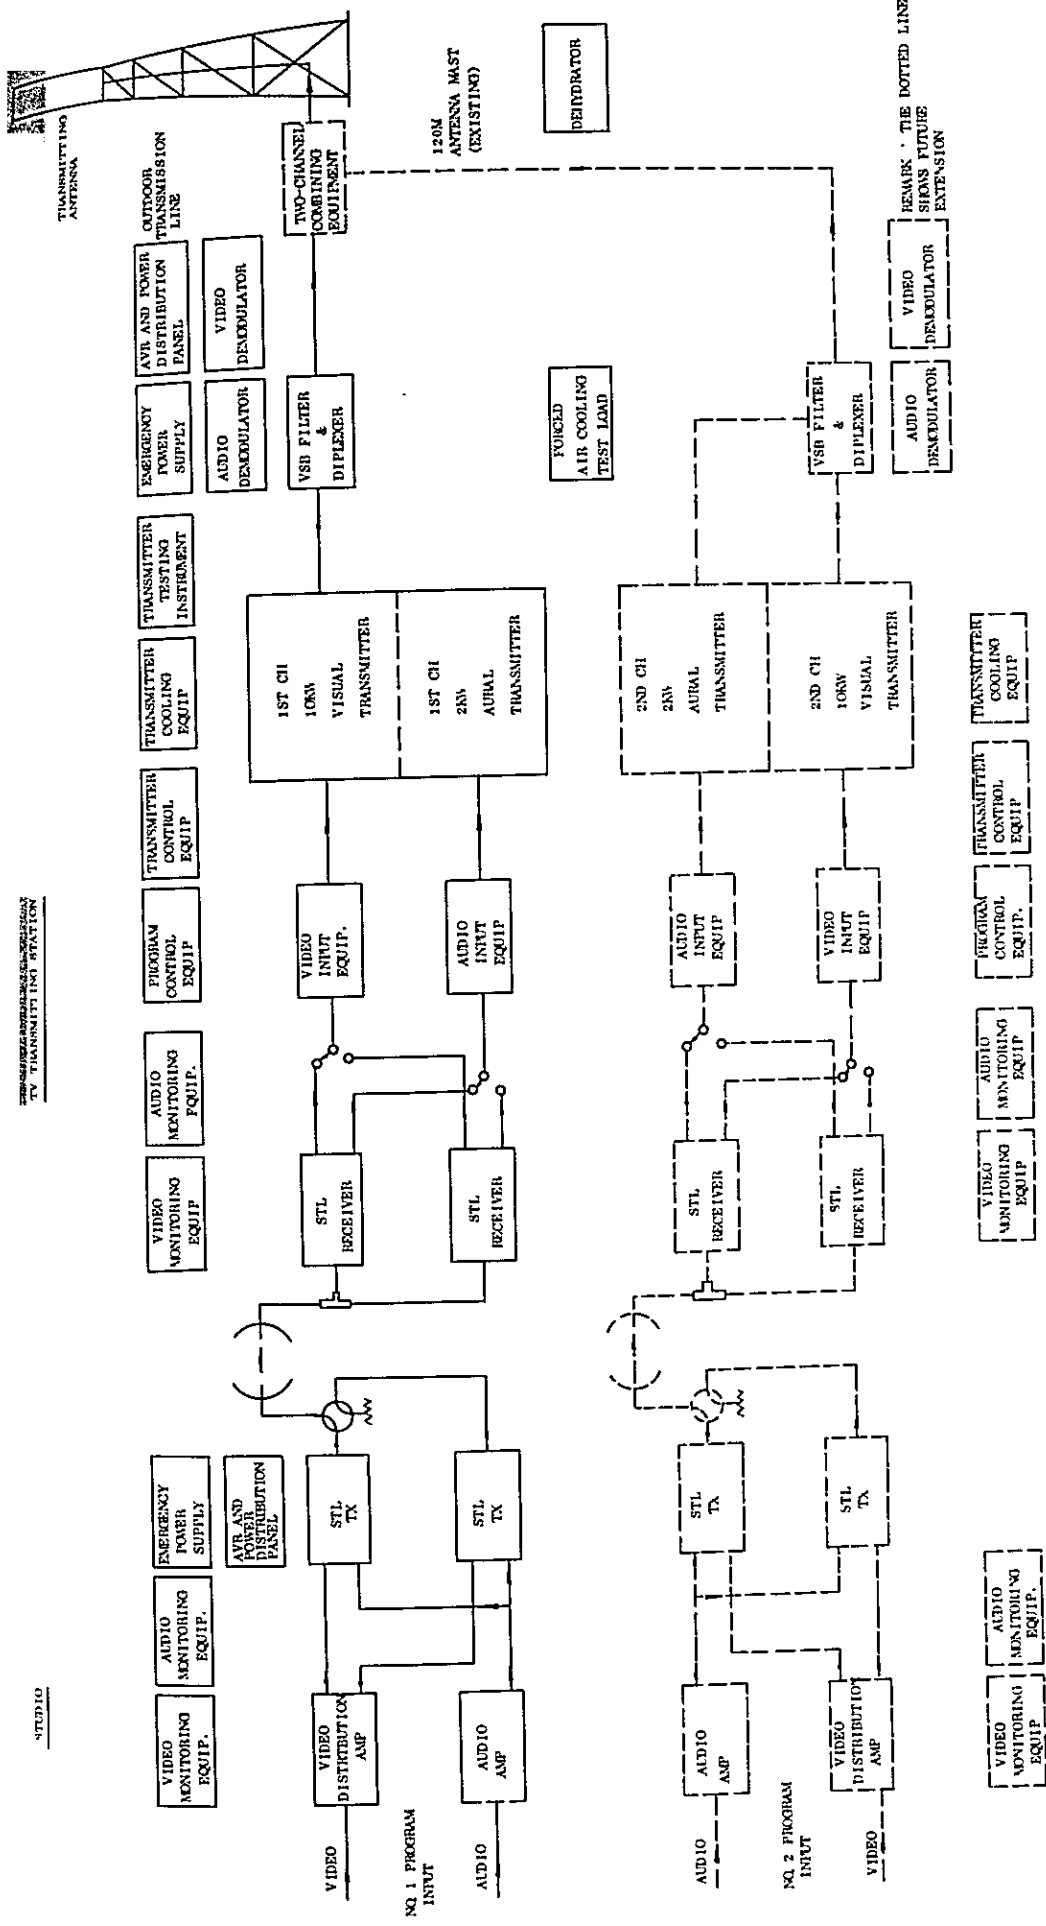 STUDIO
TV TRANSMITTING STATION
TRANSMITTING
ANTENNA
VIDEO
MONITORING
EQUIP.
AUDIO
MONITORING
EQUIP.
EMERGENCY
POWER
SUPPLY
AVR AND
POWER
DISTRIBUTION
PANEL
VIDEO
MONITORING
EQUIP
AUDIO
MONITORING
EQUIP.
PROGRAM
CONTROL
EQUIP
TRANSMITTER
CONTROL
EQUIP
TRANSMITTER
COOLING
EQUIP
TRANSMITTER
TESTING
INSTRUMENT
EMERGENCY
POWER
SUPPLY
AVR AND POWER
DISTRIBUTION
PANEL
OUTDOOR
TRANSMISSION
LINE
AUDIO
DEMODULATOR
VIDEO
DEMODULATOR
VIDEO
VIDEO
DISTRIBUTION
AMP
STL
TX
STL
RECEIVER
VIDEO
INPUT
EQUIP.
1ST CH
10KW
VISUAL
TRANSMITTER
VSB FILTER
&
DIPLEXER
TWO-CHANNEL
COMBINING
EQUIPMENT
NO. 1 PROGRAM
INPUT
AUDIO
AUDIO
AMP
STL
TX
STL
RECEIVER
AUDIO
INPUT
EQUIP
1ST CH
2KW
AURAL
TRANSMITTER
120M
ANTENNA MAST
(EXISTING)
FORCED
AIR COOLING
TEST LOAD
DEHYDRATOR
AUDIO
AUDIO
AMP
STL
TX
STL
RECEIVER
AUDIO
INPUT
EQUIP
2ND CH
2KW
AURAL
TRANSMITTER
NO. 2 PROGRAM
INPUT
VIDEO
VIDEO
DISTRIBUTION
AMP
STL
TX
STL
RECEIVER
VIDEO
INPUT
EQUIP
2ND CH
10KW
VISUAL
TRANSMITTER
VSB FILTER
&
DIPLEXER
AUDIO
DEMODULATOR
VIDEO
DEMODULATOR
REMARK : THE DOTTED LINE
SHOWS FUTURE
EXTENSION
VIDEO
MONITORING
EQUIP
AUDIO
MONITORING
EQUIP.
VIDEO
MONITORING
EQUIP
AUDIO
MONITORING
EQUIP
PROGRAM
CONTROL
EQUIP.
TRANSMITTER
CONTROL
EQUIP
TRANSMITTER
COOLING
EQUIP